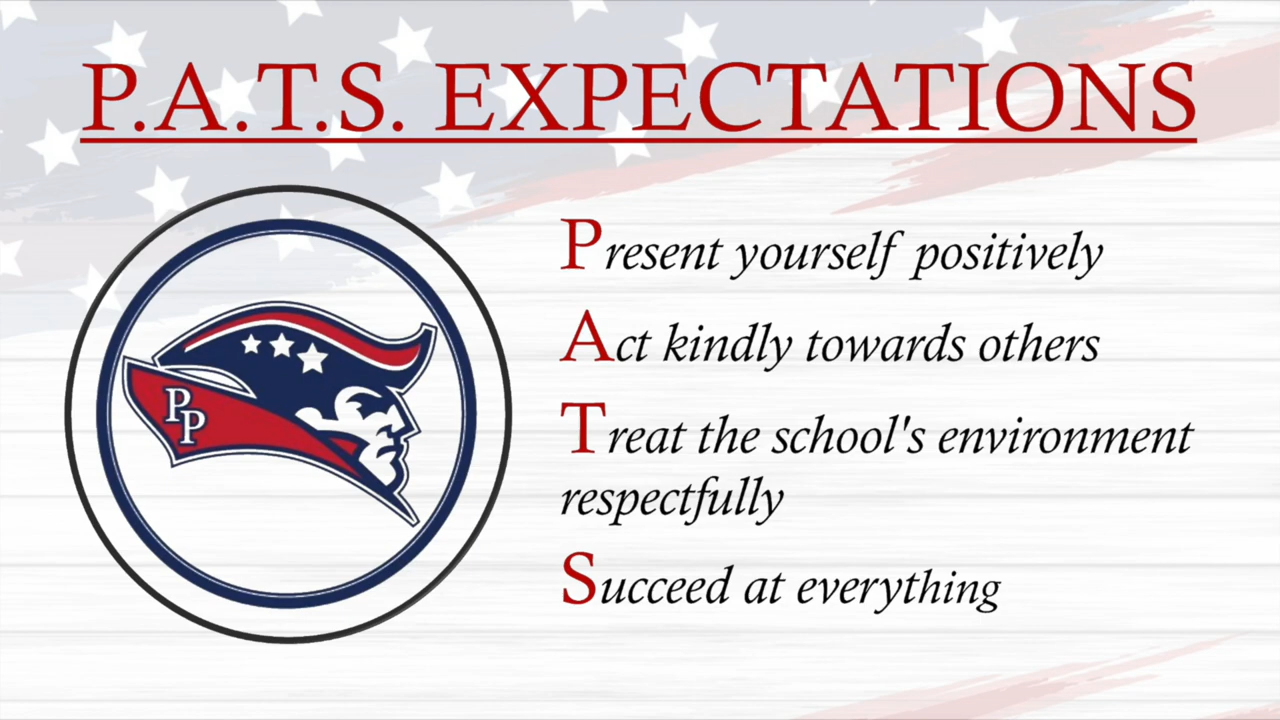 P.A.T.S. EXPECTATIONS
PP
Present yourself positively
Act kindly towards others
Treat the school's environment
respectfully
Succeed at everything